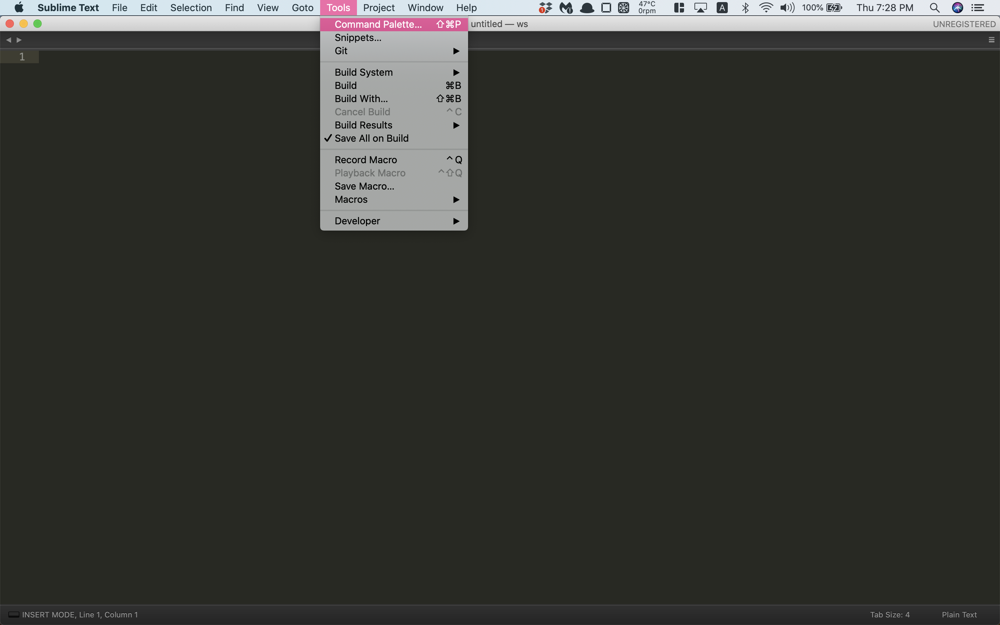 Sublime Text File Edit Selection Find View Goto Tools Project Window Help 1 47°C A 100% Thu 7:28 PM
0rpm
untitled — ws UNREGISTERED
Command Palette... ⇧⌘P
Snippets...
Git ▶
Build System ▶
Build ⌘B
Build With... ⇧⌘B
Cancel Build ^C
Build Results ▶
✓ Save All on Build
Record Macro ^Q
Playback Macro ^⇧Q
Save Macro...
Macros ▶
Developer ▶
1
INSERT MODE, Line 1, Column 1 Tab Size: 4 Plain Text